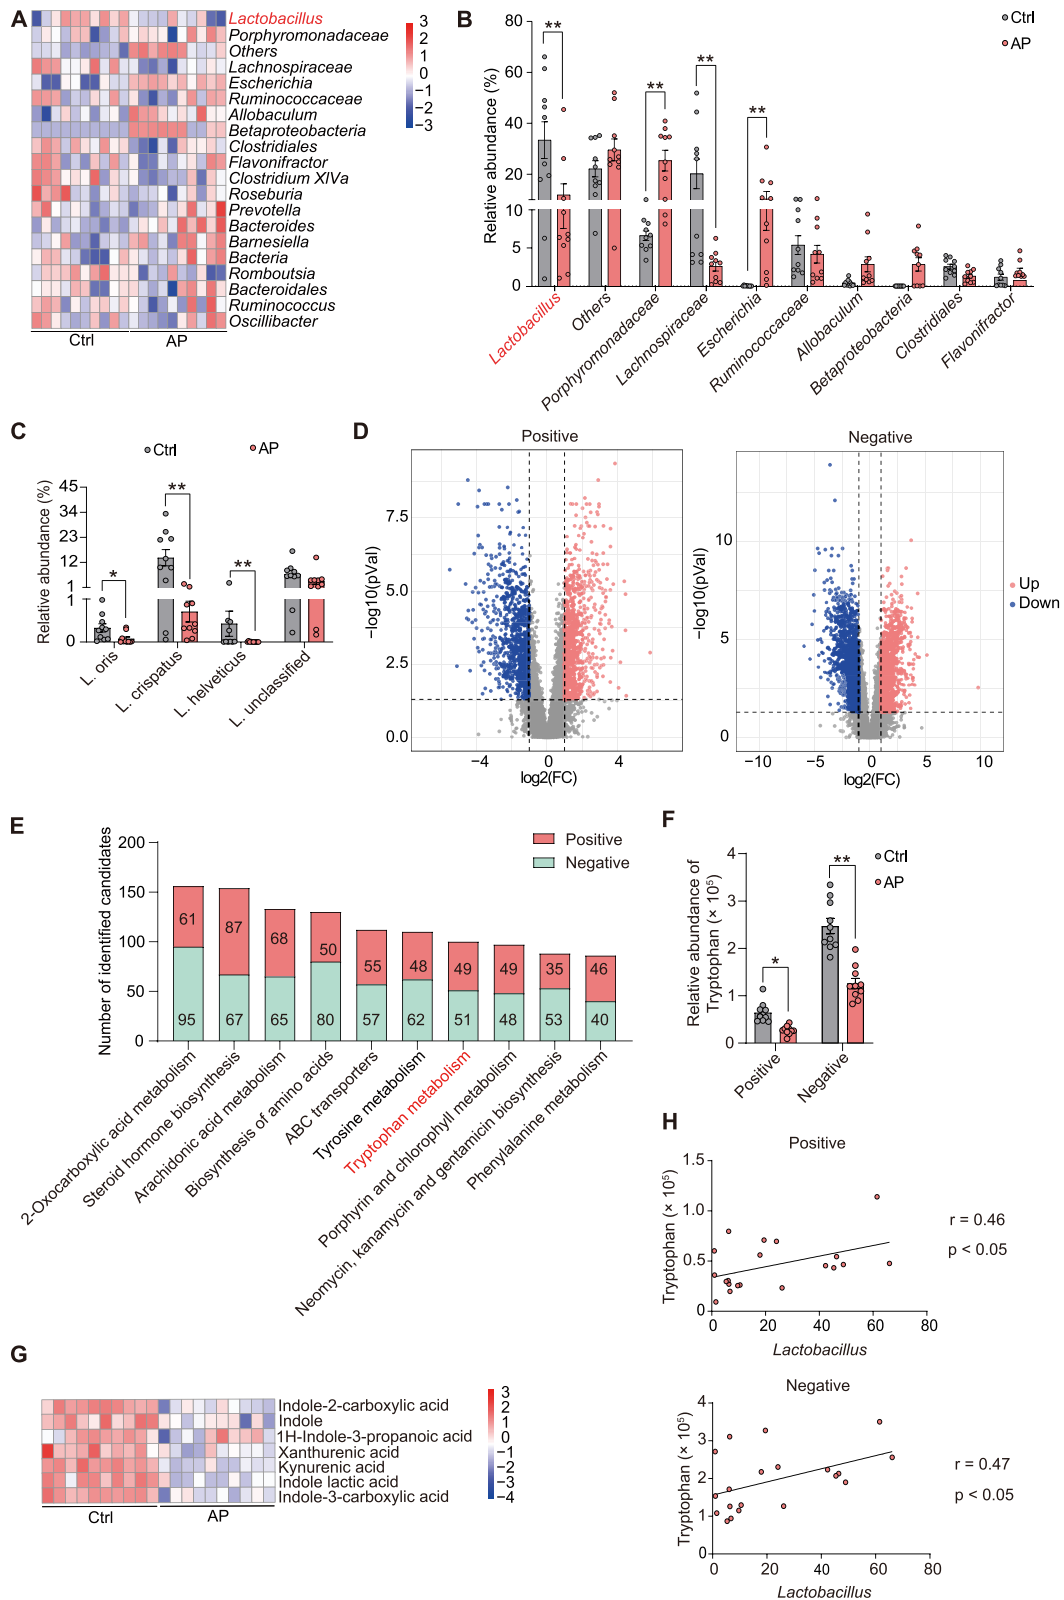 A
Lactobacillus
Porphyromonadaceae
Others
Lachnospiraceae
Escherichia
Ruminococcaceae
Allobaculum
Betaproteobacteria
Clostridiales
Flavonifractor
Clostridium XlVa
Roseburia
Prevotella
Bacteroides
Barnesiella
Bacteria
Romboutsia
Bacteroidales
Ruminococcus
Oscillibacter
3
2
1
0
−1
−2
−3
Ctrl AP
B
Relative abundance (%)
80
60
40
20
10
5
0
** ** ** **
Ctrl
AP
Lactobacillus
Others
Porphyromonadaceae
Lachnospiraceae
Escherichia
Ruminococcaceae
Allobaculum
Betaproteobacteria
Clostridiales
Flavonifractor
C
Ctrl AP
Relative abundance (%)
45
34
23
12
1
1
0
* ** **
L. oris
L. crispatus
L. helveticus
L. unclassified
D
Positive
−log10(pVal)
7.5
5.0
2.5
0.0
−4 0 4
log2(FC)
Negative
−log10(pVal)
10
5
0
−10 −5 0 5 10
log2(FC)
Up
Down
E
Number of identified candidates
200
150
100
50
0
Positive
Negative
61 87 68 50 55 48 49 49 35 46
95 67 65 80 57 62 51 48 53 40
2-Oxocarboxylic acid metabolism
Steroid hormone biosynthesis
Arachidonic acid metabolism
Biosynthesis of amino acids
ABC transporters
Tyrosine metabolism
Tryptophan metabolism
Porphyrin and chlorophyll metabolism
Neomycin, kanamycin and gentamicin biosynthesis
Phenylalanine metabolism
F
Relative abundance of
Tryptophan (× 10⁵)
4
3
2
1
0
* **
Ctrl
AP
Positive
Negative
G
Indole-2-carboxylic acid
Indole
1H-Indole-3-propanoic acid
Xanthurenic acid
Kynurenic acid
Indole lactic acid
Indole-3-carboxylic acid
3
2
1
0
−1
−2
−3
−4
Ctrl AP
H
Positive
Tryptophan (× 10⁵)
1.5
1.0
0.5
0
0 20 40 60 80
Lactobacillus
r = 0.46
p < 0.05
Negative
Tryptophan (× 10⁵)
4
3
2
1
0
0 20 40 60 80
Lactobacillus
r = 0.47
p < 0.05